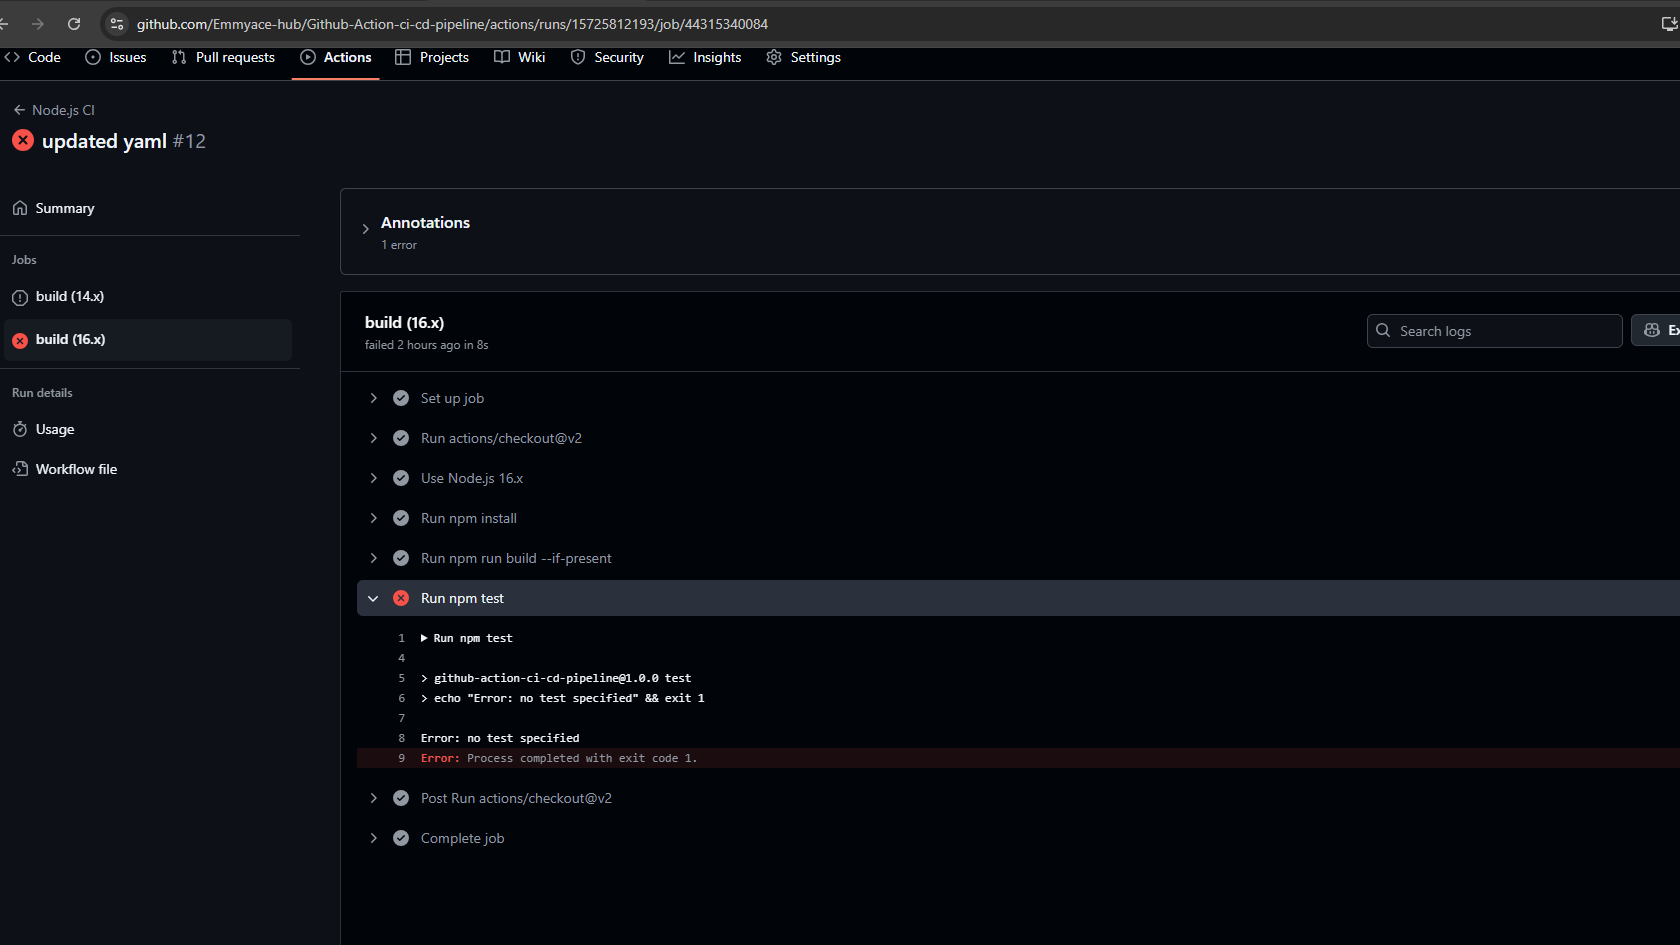 github.com/Emmyace-hub/Github-Action-ci-cd-pipeline/actions/runs/15725812193/job/44315340084
Code Issues Pull requests Actions Projects Wiki Security Insights Settings
Node.js CI
updated yaml #12
Summary
Jobs
build (14.x)
build (16.x)
Run details
Usage
Workflow file
Annotations
1 error
build (16.x)
failed 2 hours ago in 8s
Search logs
Ex
Set up job
Run actions/checkout@v2
Use Node.js 16.x
Run npm install
Run npm run build --if-present
Run npm test
1 Run npm test
4
5 > github-action-ci-cd-pipeline@1.0.0 test
6 > echo "Error: no test specified" && exit 1
7
8 Error: no test specified
9 Error: Process completed with exit code 1.
Post Run actions/checkout@v2
Complete job